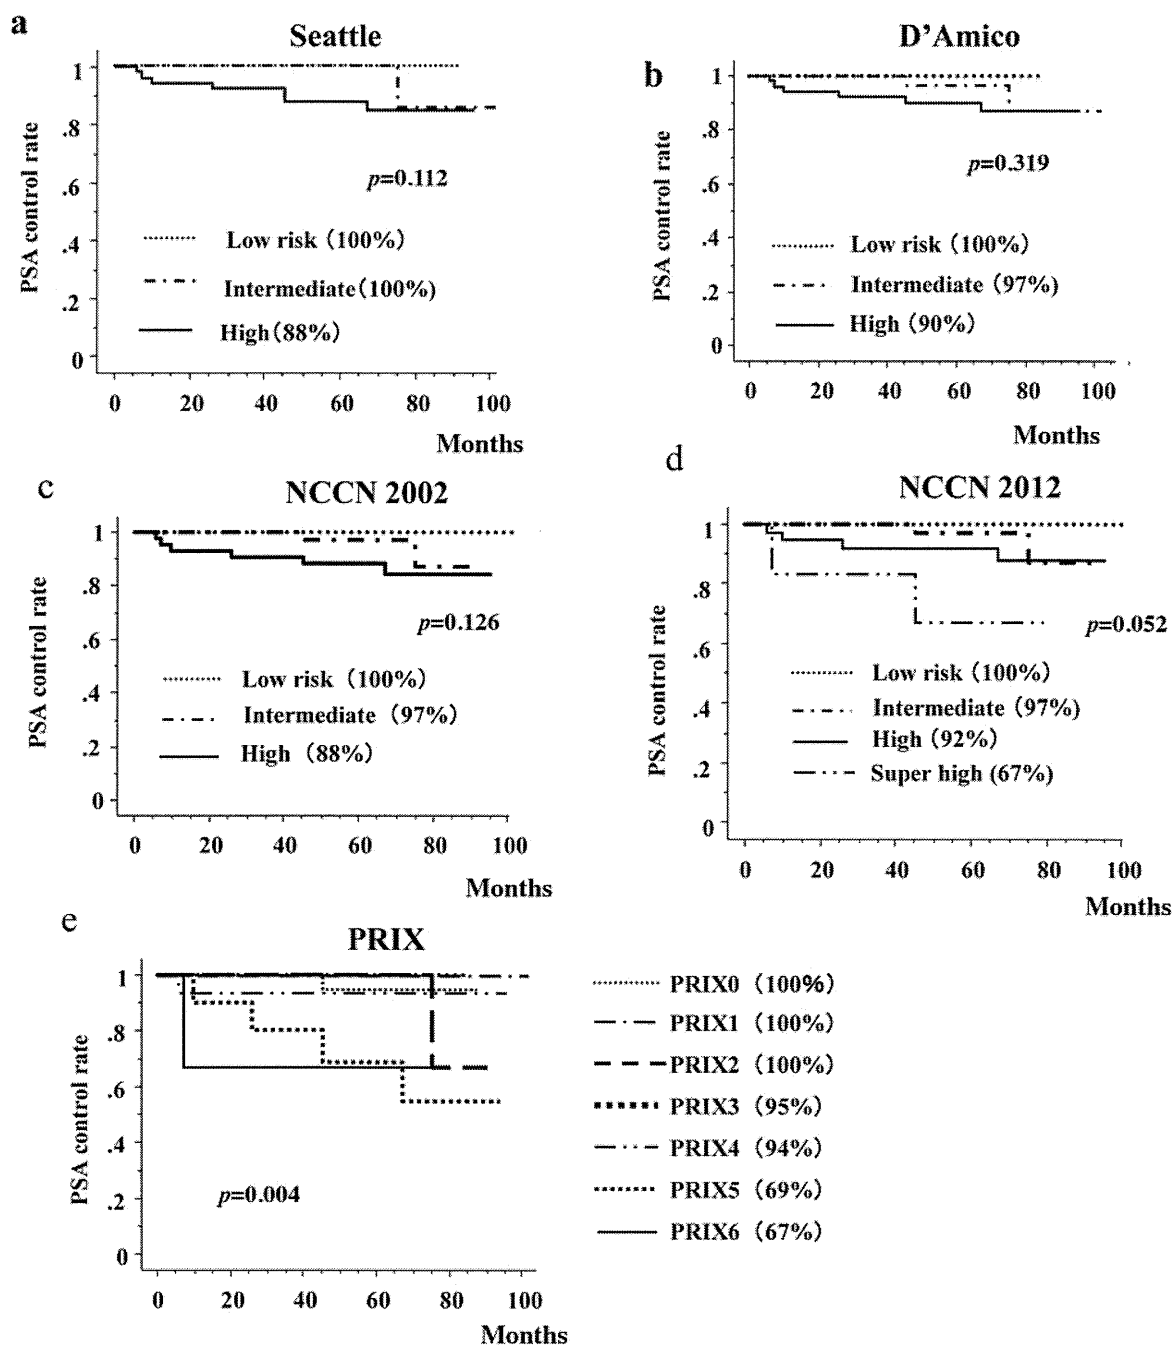 a
Seattle
PSA control rate
1
.8
.6
.4
.2
0
p=0.112
Low risk (100%)
Intermediate(100%)
High(88%)
0 20 40 60 80 100
Months
b
D’Amico
PSA control rate
1
.8
.6
.4
.2
0
p=0.319
Low risk (100%)
Intermediate (97%)
High (90%)
0 20 40 60 80 100
Months
c
NCCN 2002
PSA control rate
1
.8
.6
.4
.2
0
p=0.126
Low risk (100%)
Intermediate (97%)
High (88%)
0 20 40 60 80 100
Months
d
NCCN 2012
PSA control rate
1
.8
.6
.4
.2
0
p=0.052
Low risk (100%)
Intermediate (97%)
High (92%)
Super high (67%)
0 20 40 60 80 100
Months
e
PRIX
PSA control rate
1
.8
.6
.4
.2
0
p=0.004
0 20 40 60 80 100
Months
PRIX0 (100%)
PRIX1 (100%)
PRIX2 (100%)
PRIX3 (95%)
PRIX4 (94%)
PRIX5 (69%)
PRIX6 (67%)